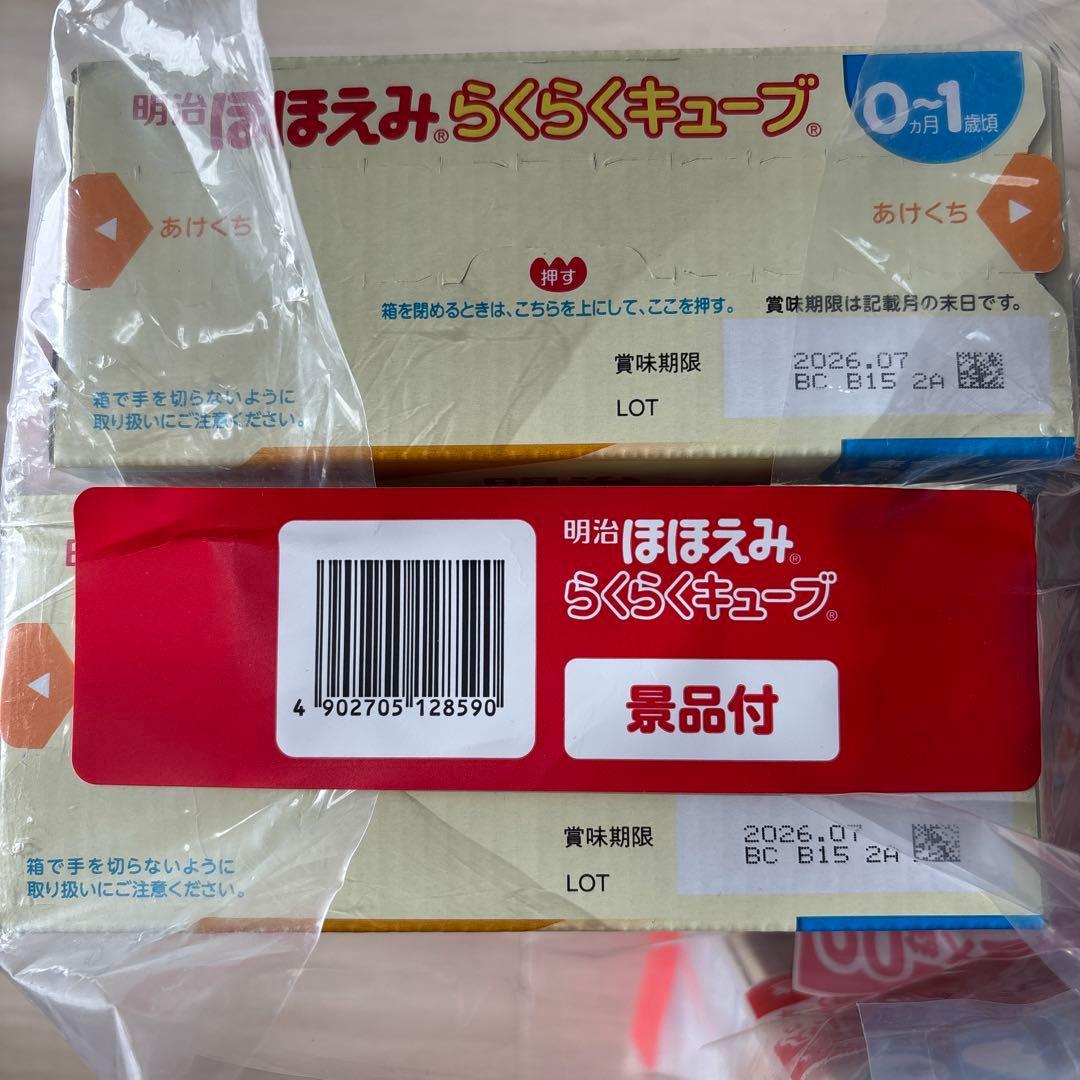 明治ほほえみ®らくらくキューブ®
0ヵ月~1歳頃
あけくち
あけくち
押す
箱を閉めるときは、こちらを上にして、ここを押す。
賞味期限は記載月の末日です。
賞味期限 2026.07
LOT BC B15 2A
箱で手を切らないように
取り扱いにご注意ください。
明治ほほえみ®
らくらくキューブ®
景品付
4 902705 128590
賞味期限 2026.07
LOT BC B15 2A
箱で手を切らないように
取り扱いにご注意ください。